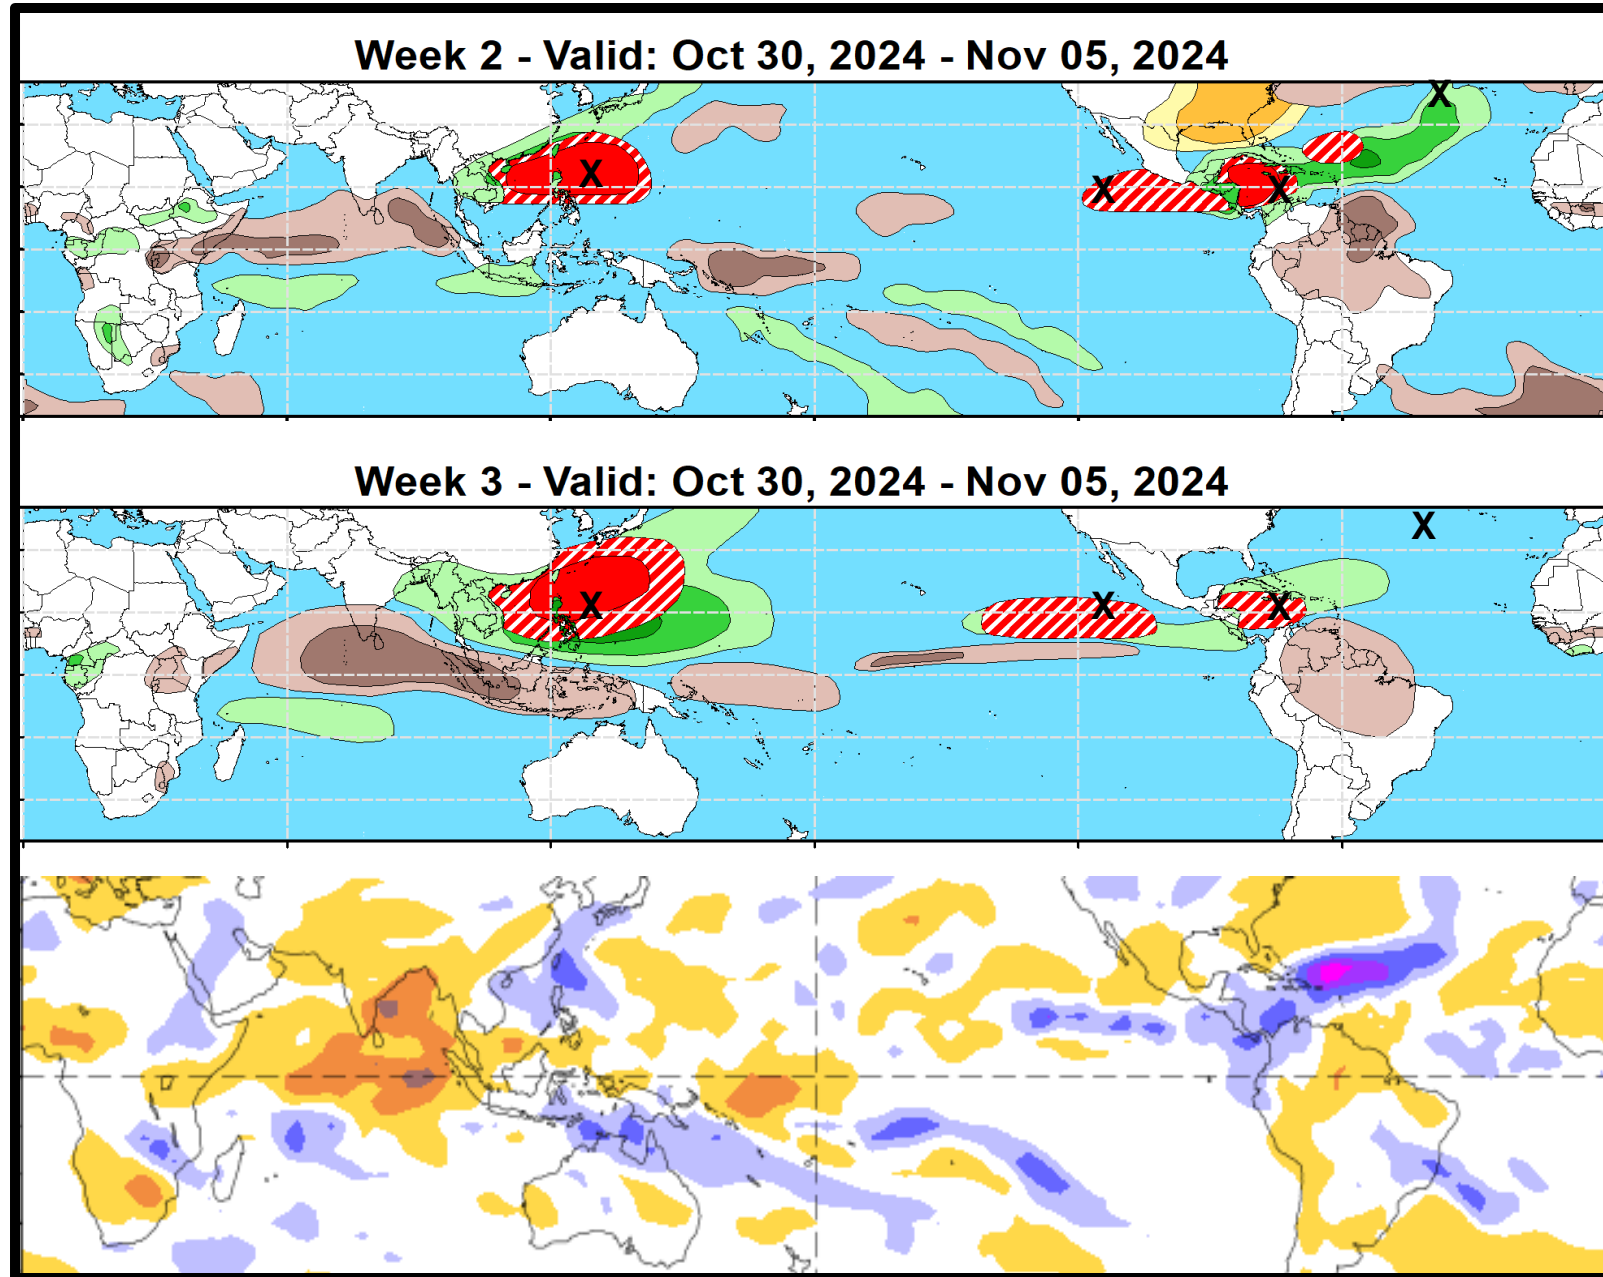 Week 2 - Valid: Oct 30, 2024 - Nov 05, 2024
X
X
X
X
Week 3 - Valid: Oct 30, 2024 - Nov 05, 2024
X
X
X
X